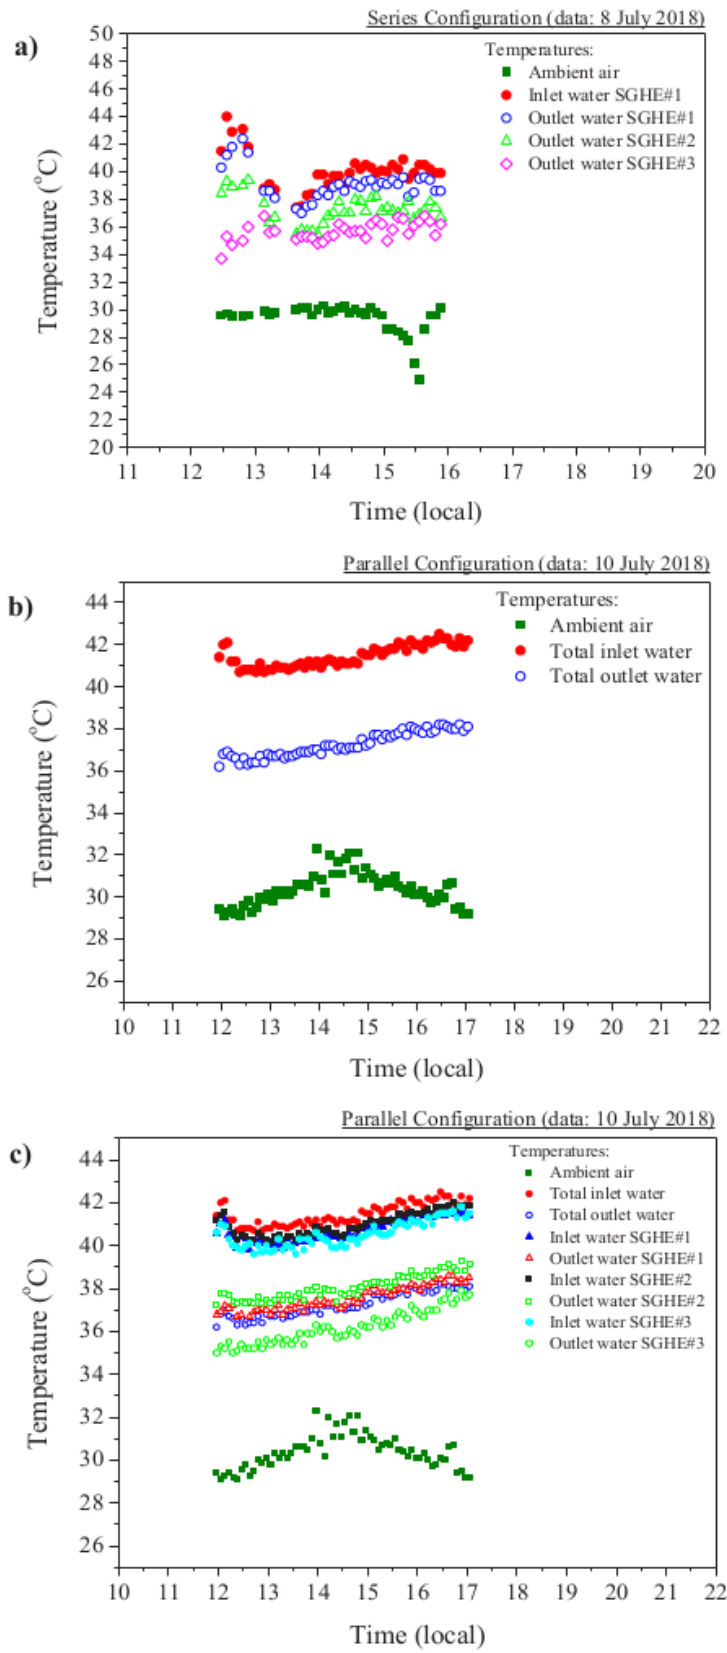 Series Configuration (data: 8 July 2018)
a)
Temperatures:
Ambient air
Inlet water SGHE#1
Outlet water SGHE#1
Outlet water SGHE#2
Outlet water SGHE#3
Temperature (°C)
50
48
46
44
42
40
38
36
34
32
30
28
26
24
22
20
11 12 13 14 15 16 17 18 19 20
Time (local)
Parallel Configuration (data: 10 July 2018)
b)
Temperatures:
Ambient air
Total inlet water
Total outlet water
Temperature (°C)
44
42
40
38
36
34
32
30
28
26
10 11 12 13 14 15 16 17 18 19 20 21 22
Time (local)
Parallel Configuration (data: 10 July 2018)
c)
Temperatures:
Ambient air
Total inlet water
Total outlet water
Inlet water SGHE#1
Outlet water SGHE#1
Inlet water SGHE#2
Outlet water SGHE#2
Inlet water SGHE#3
Outlet water SGHE#3
Temperature (°C)
44
42
40
38
36
34
32
30
28
26
10 11 12 13 14 15 16 17 18 19 20 21 22
Time (local)